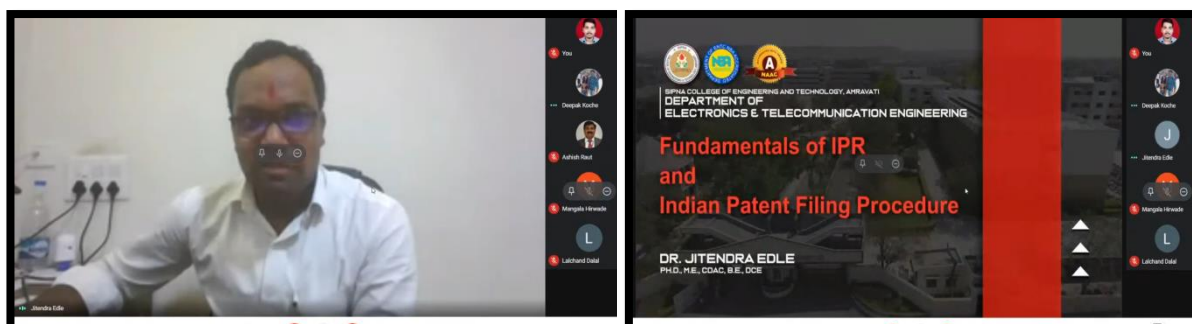 You
Deepak Koche
Ashish Raut
Mangala Hirwade
L
Lalchand Dalal
Jitendra Edle
NBA
A
NAAC
SIPNA COLLEGE OF ENGINEERING AND TECHNOLOGY, AMRAVATI
DEPARTMENT OF
ELECTRONICS & TELECOMMUNICATION ENGINEERING
Fundamentals of IPR
and
Indian Patent Filing Procedure
DR. JITENDRA EDLE
PH.D., M.E., CDAC, B.E., DCE
You
Deepak Koche
J
Jitendra Edle
Mangala Hirwade
L
Lalchand Dalal